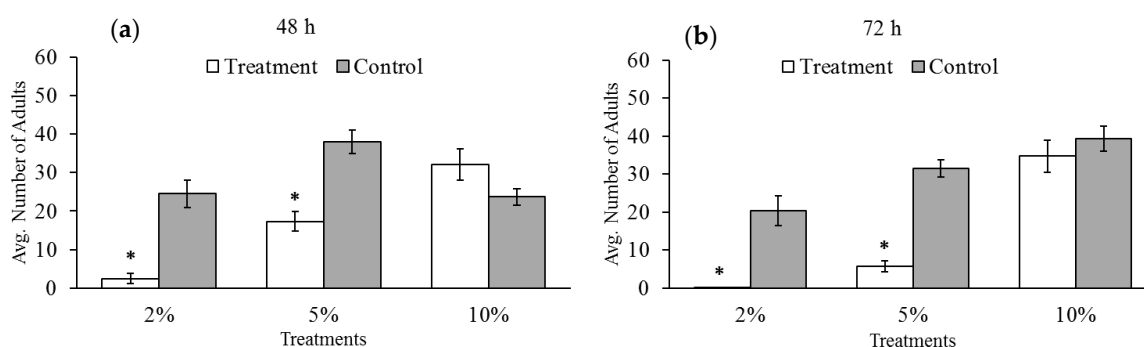 (a)
48 h
Treatment
Control
Avg. Number of Adults
60
50
40
30
20
10
0
*
*
2%
5%
10%
Treatments
(b)
72 h
Treatment
Control
Avg. Number of Adults
60
50
40
30
20
10
0
*
*
2%
5%
10%
Treatments